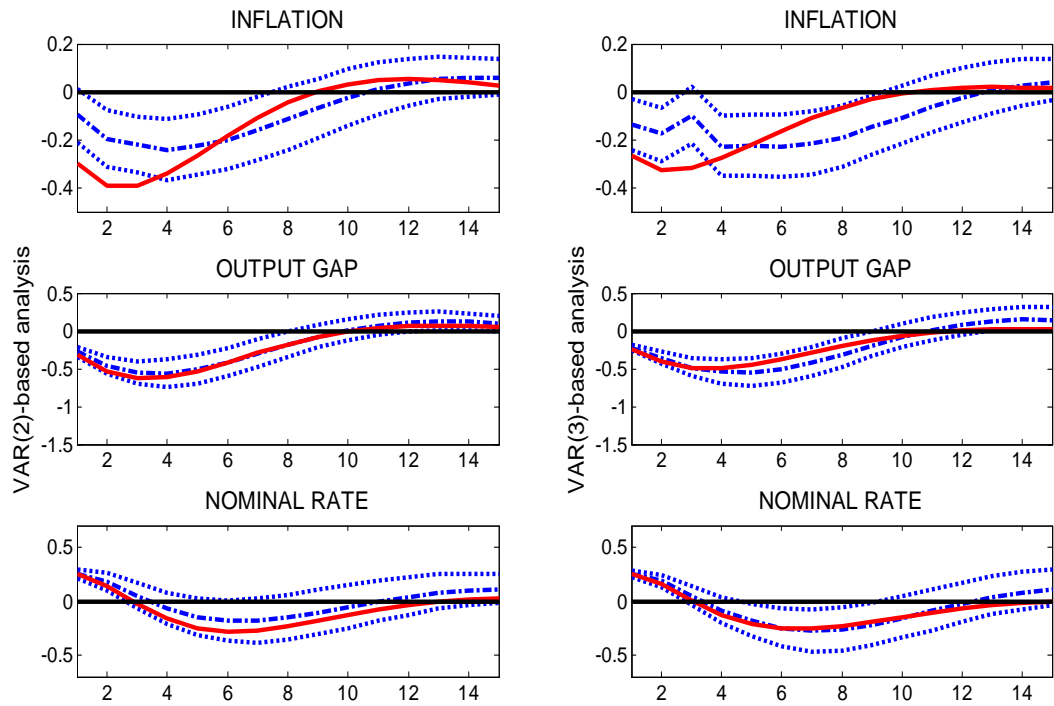 INFLATION
0.2
0
-0.2
-0.4
2 4 6 8 10 12 14
OUTPUT GAP
0.5
0
-0.5
-1
-1.5
2 4 6 8 10 12 14
NOMINAL RATE
0.5
0
-0.5
2 4 6 8 10 12 14
VAR(2)-based analysis
INFLATION
0.2
0
-0.2
-0.4
2 4 6 8 10 12 14
OUTPUT GAP
0.5
0
-0.5
-1
-1.5
2 4 6 8 10 12 14
NOMINAL RATE
0.5
0
-0.5
2 4 6 8 10 12 14
VAR(3)-based analysis